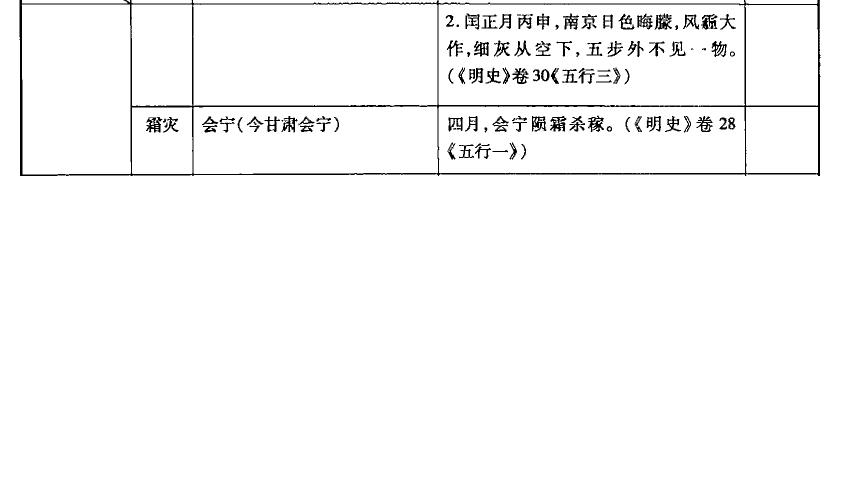 2.闰正月丙申,南京日色晦朦,风霾大
作,细灰从空下,五步外不见一物。
(《明史》卷30《五行三》)
霜灾 会宁(今甘肃会宁) 四月,会宁陨霜杀稼。(《明史》卷28
《五行一》)